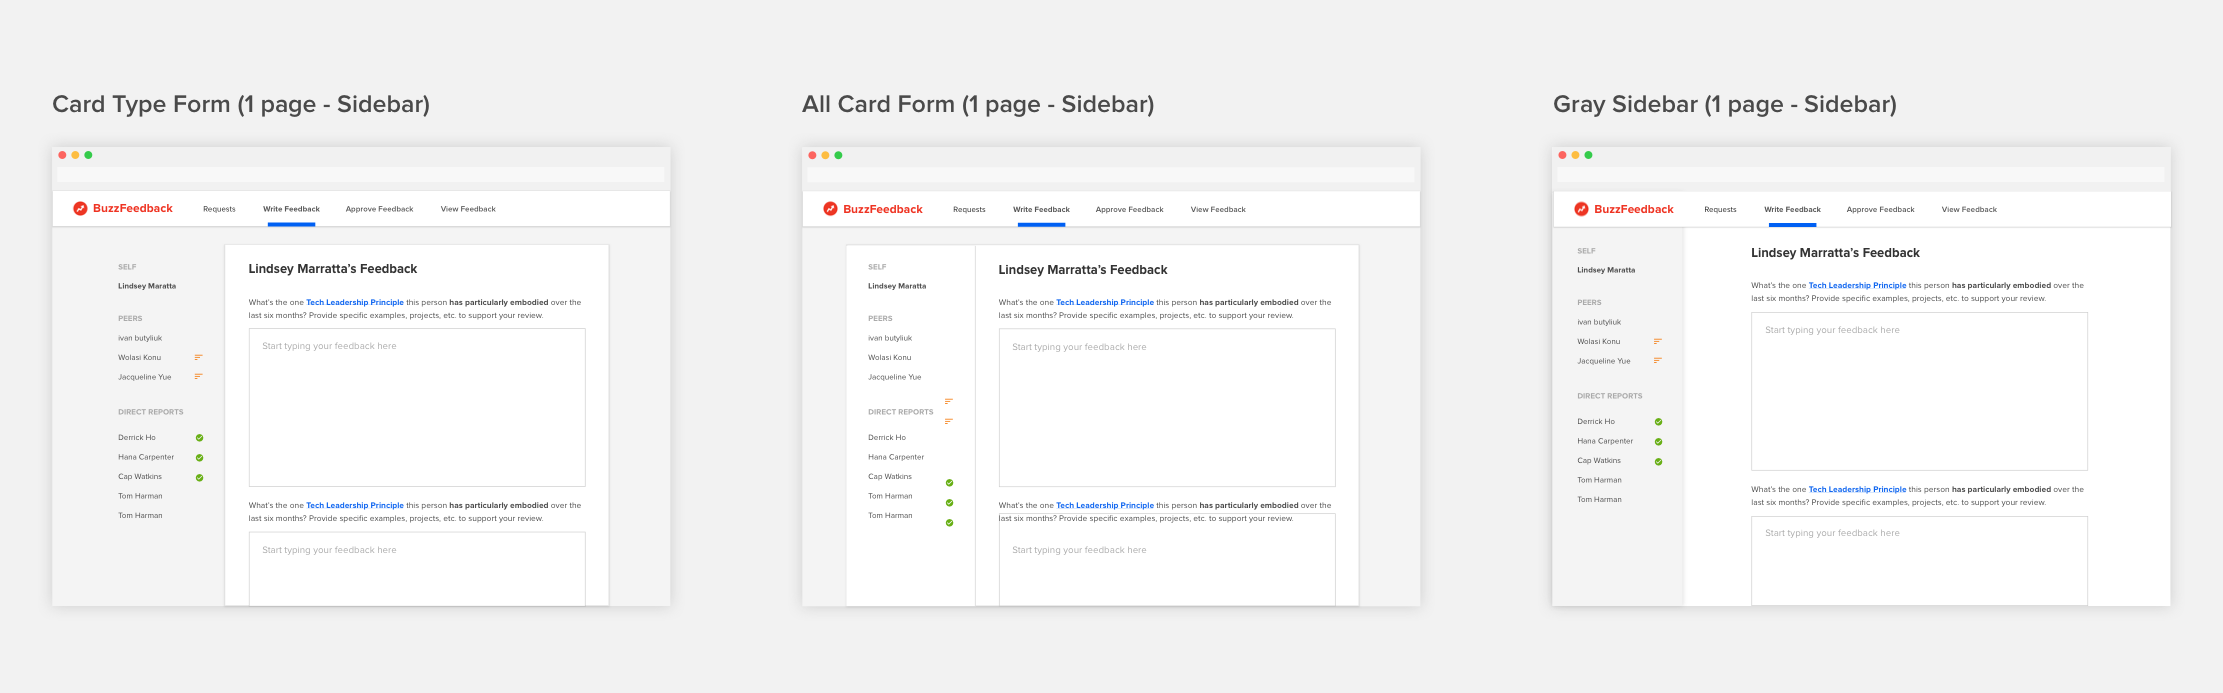 Card Type Form (1 page - Sidebar)
BuzzFeedback
Requests
Write Feedback
Approve Feedback
View Feedback
SELF
Lindsey Maratta
PEERS
ivan butyliuk
Wolasi Konu
Jacqueline Yue
DIRECT REPORTS
Derrick Ho
Hana Carpenter
Cap Watkins
Tom Harman
Tom Harman
Lindsey Marratta's Feedback
What's the one Tech Leadership Principle this person has particularly embodied over the
last six months? Provide specific examples, projects, etc. to support your review.
Start typing your feedback here
What's the one Tech Leadership Principle this person has particularly embodied over the
last six months? Provide specific examples, projects, etc. to support your review.
Start typing your feedback here
All Card Form (1 page - Sidebar)
BuzzFeedback
Requests
Write Feedback
Approve Feedback
View Feedback
SELF
Lindsey Maratta
PEERS
ivan butyliuk
Wolasi Konu
Jacqueline Yue
DIRECT REPORTS
Derrick Ho
Hana Carpenter
Cap Watkins
Tom Harman
Tom Harman
Lindsey Marratta's Feedback
What's the one Tech Leadership Principle this person has particularly embodied over the
last six months? Provide specific examples, projects, etc. to support your review.
Start typing your feedback here
What's the one Tech Leadership Principle this person has particularly embodied over the
last six months? Provide specific examples, projects, etc. to support your review.
Start typing your feedback here
Gray Sidebar (1 page - Sidebar)
BuzzFeedback
Requests
Write Feedback
Approve Feedback
View Feedback
SELF
Lindsey Maratta
PEERS
ivan butyliuk
Wolasi Konu
Jacqueline Yue
DIRECT REPORTS
Derrick Ho
Hana Carpenter
Cap Watkins
Tom Harman
Tom Harman
Lindsey Marratta's Feedback
What's the one Tech Leadership Principle this person has particularly embodied over the
last six months? Provide specific examples, projects, etc. to support your review.
Start typing your feedback here
What's the one Tech Leadership Principle this person has particularly embodied over the
last six months? Provide specific examples, projects, etc. to support your review.
Start typing your feedback here